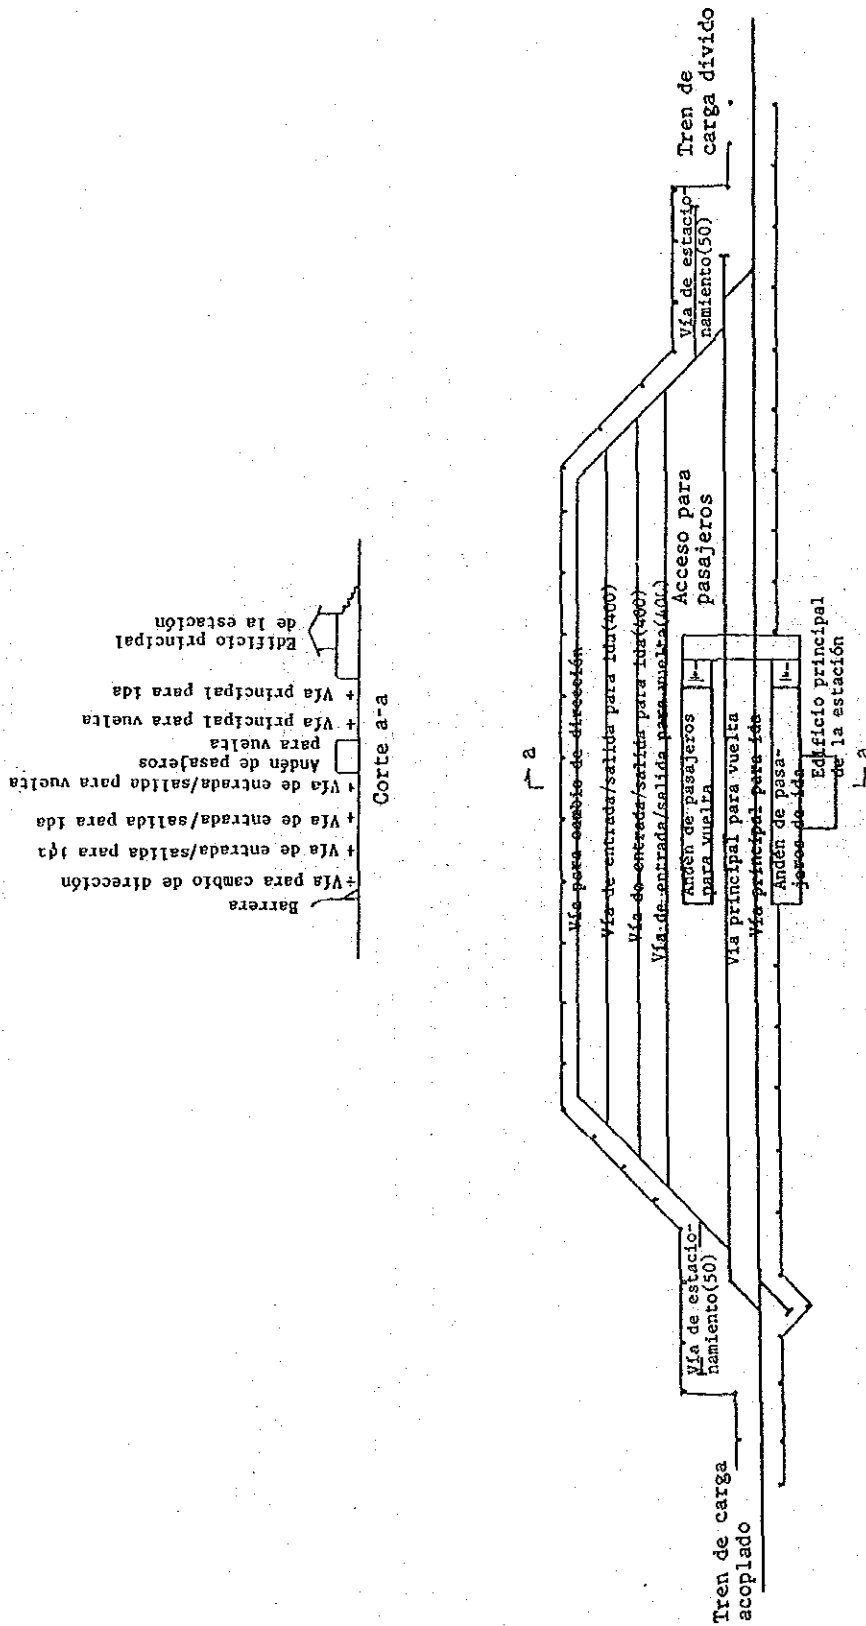 Edificio principal
de la estación
+ Vía principal para ida
+ Vía principal para vuelta
Andén de pasajeros
para vuelta
+ Vía de entrada/salida para vuelta
+ Vía de entrada/salida para ida
+ Vía de entrada/salida para ida
+Vía para cambio de dirección
Barrera
Corte a-a
a
Vía para cambio de dirección
Vía de entrada/salida para ida(400)
Vía de entrada/salida para ida(400)
Vía de entrada/salida para vuelta(400)
Acceso para
pasajeros
Andén de pasajeros
para vuelta
Vía principal para vuelta
Vía principal para ida
Andén de pasa-
jeros de ida
Edificio principal
de la estación
a
Vía de estacio-
namiento(50)
Tren de
carga divido
Vía de estacio-
namiento(50)
Tren de carga
acoplado